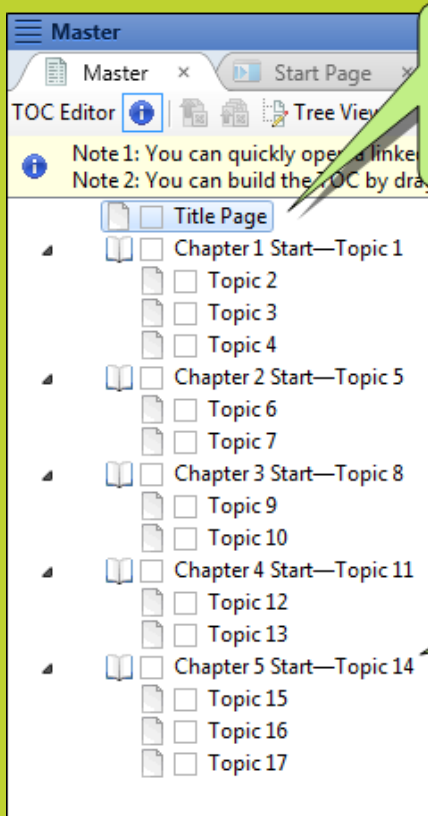 Master
Master × Start Page ×
TOC Editor Tree View
Note 1: You can quickly open a linke
Note 2: You can build the TOC by dra
Title Page
Chapter 1 Start—Topic 1
Topic 2
Topic 3
Topic 4
Chapter 2 Start—Topic 5
Topic 6
Topic 7
Chapter 3 Start—Topic 8
Topic 9
Topic 10
Chapter 4 Start—Topic 11
Topic 12
Topic 13
Chapter 5 Start—Topic 14
Topic 15
Topic 16
Topic 17